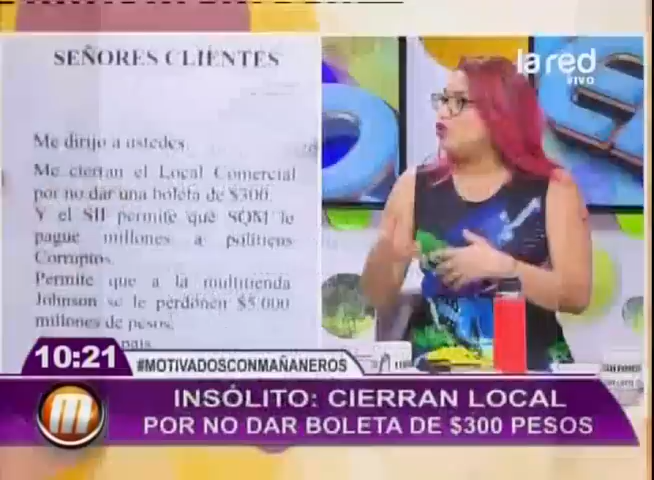 SEÑORES CLIENTES
la red
VIVO
Me dirijo a ustedes
Me cierran el Local Comercial
por no dar una boleta de $300.
Y el SII permite que SQM le
pague millones a políticos
Corruptos.
Permite que a la multitienda
Johnson se le perdonen $5.000
millones de pesos.
pais
10:21
#MOTIVADOSCONMAÑANEROS
M
INSÓLITO: CIERRAN LOCAL
POR NO DAR BOLETA DE $300 PESOS